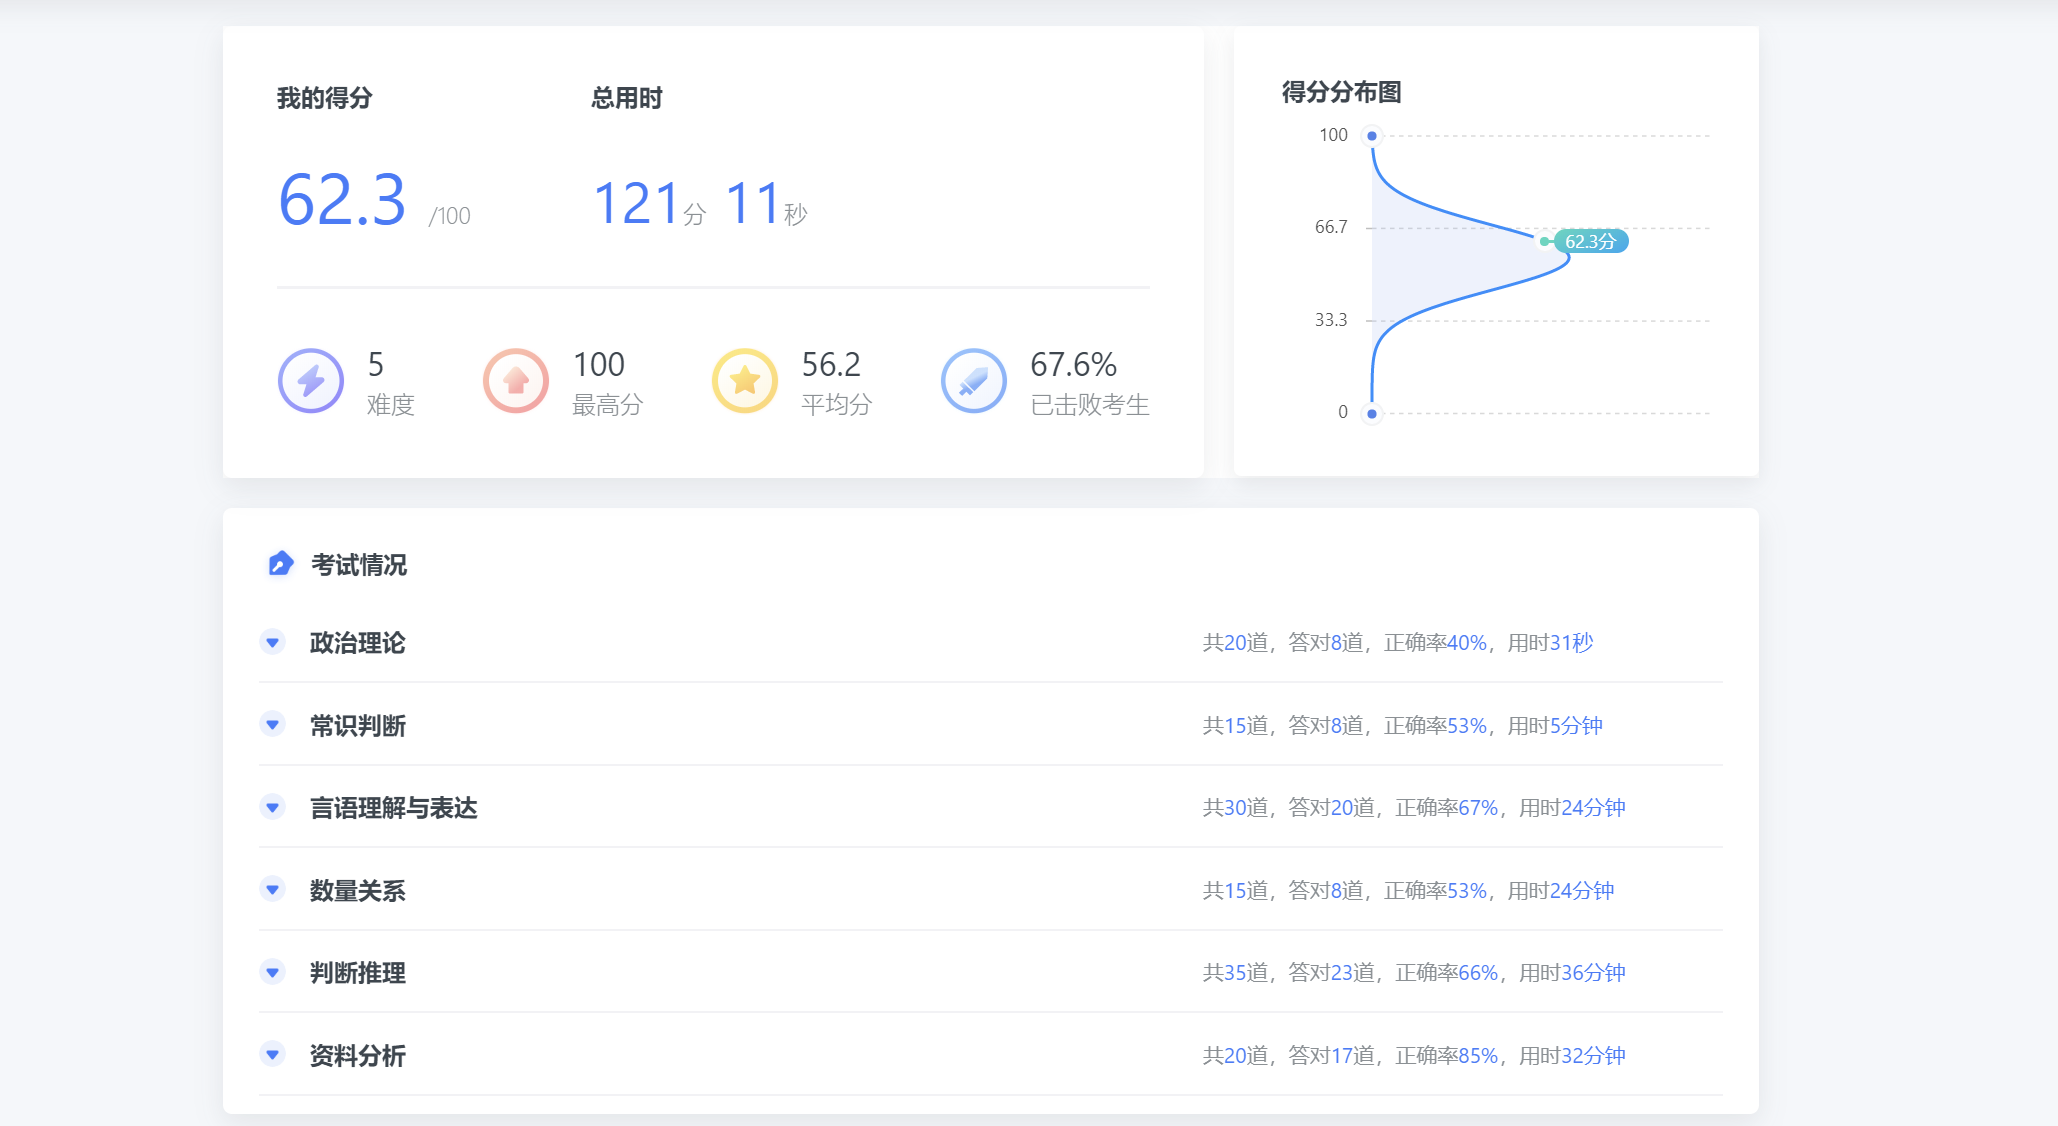 我的得分
总用时
62.3 /100
121分 11秒
5
难度
100
最高分
56.2
平均分
67.6%
已击败考生
得分分布图
100
66.7
62.3分
33.3
0
考试情况
政治理论 共20道，答对8道，正确率40%，用时31秒
常识判断 共15道，答对8道，正确率53%，用时5分钟
言语理解与表达 共30道，答对20道，正确率67%，用时24分钟
数量关系 共15道，答对8道，正确率53%，用时24分钟
判断推理 共35道，答对23道，正确率66%，用时36分钟
资料分析 共20道，答对17道，正确率85%，用时32分钟